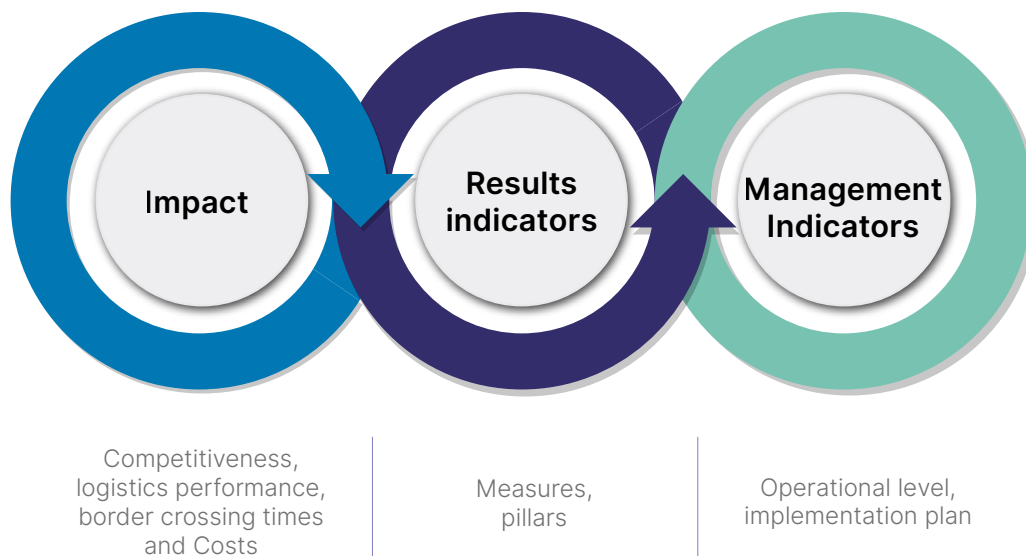 Impact
Results
indicators
Management
Indicators
Competitiveness,
logistics performance,
border crossing times
and Costs
Measures,
pillars
Operational level,
implementation plan